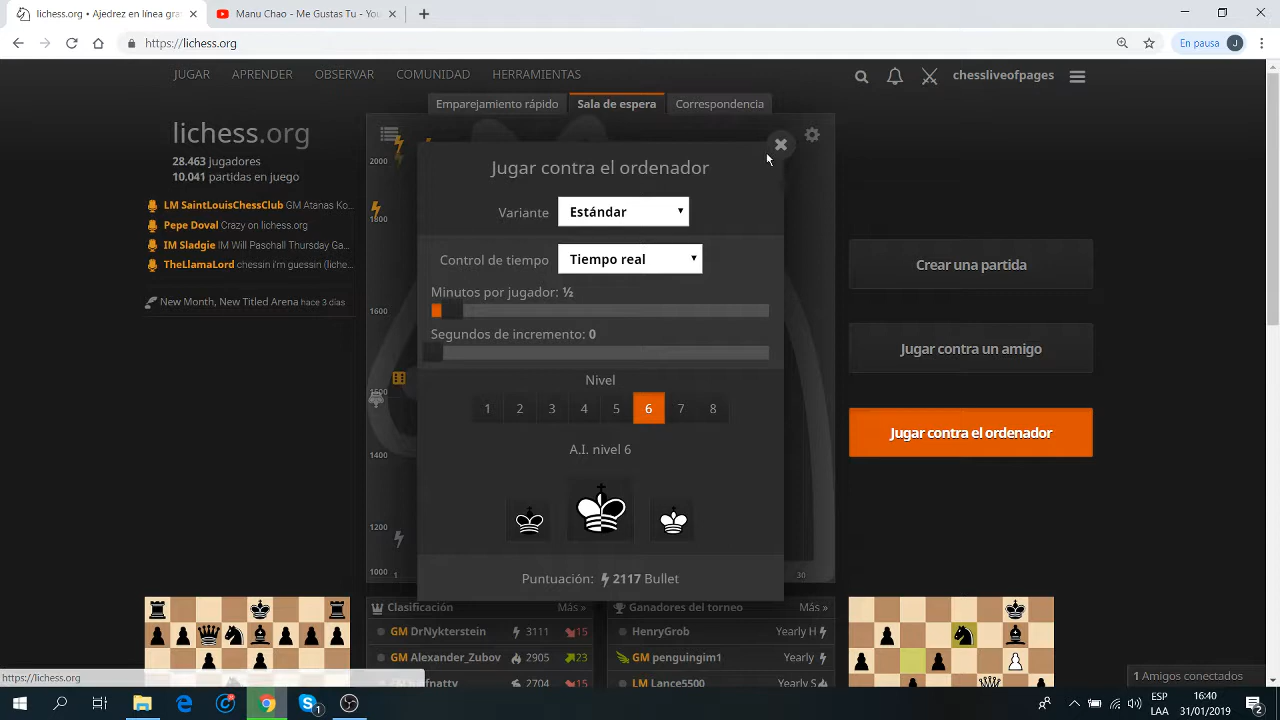 lichess.org • Ajedrez en línea gra
Manu Chao - Me Gustas Tu - You
https://lichess.org
En pausa
J
JUGAR
APRENDER
OBSERVAR
COMUNIDAD
HERRAMIENTAS
chessliveofpages
Emparejamiento rápido
Sala de espera
Correspondencia
lichess.org
28.463 jugadores
10.041 partidas en juego
LM SaintLouisChessClub GM Atanas Ko...
Pepe Doval Crazy on lichess.org
IM Sladgie IM Will Paschall Thursday Ga...
TheLlamaLord chessin i'm guessin (liche...
New Month, New Titled Arena hace 3 días
2000
1800
1600
1500
1400
1200
1000
1
30
Jugar contra el ordenador
Variante
Estándar
Control de tiempo
Tiempo real
Minutos por jugador: ½
Segundos de incremento: 0
Nivel
1 2 3 4 5 6 7 8
A.I. nivel 6
Puntuación: 2117 Bullet
Crear una partida
Jugar contra un amigo
Jugar contra el ordenador
Clasificación
Más »
GM DrNykterstein 3111 15
GM Alexander_Zubov 2905 23
2704 15
Ganadores del torneo
Más »
HenryGrob Yearly H
GM penguingim1 Yearly
LM Lance5500 Yearly S
https://lichess.org
1 Amigos conectados
1
ESP
LAA
16:40
31/01/2019
2